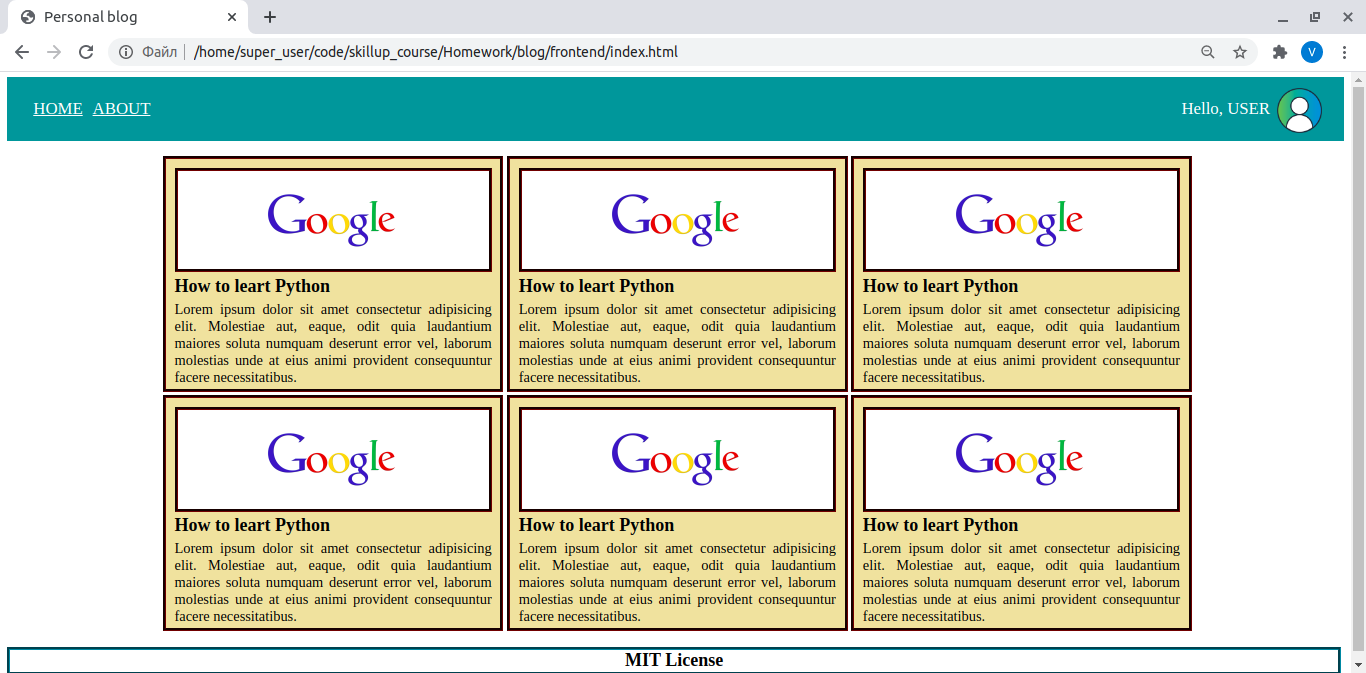 Personal blog
Файл /home/super_user/code/skillup_course/Homework/blog/frontend/index.html
V
HOME ABOUT
Hello, USER
Google
How to leart Python
Lorem ipsum dolor sit amet consectetur adipisicing
elit. Molestiae aut, eaque, odit quia laudantium
maiores soluta numquam deserunt error vel, laborum
molestias unde at eius animi provident consequuntur
facere necessitatibus.
Google
How to leart Python
Lorem ipsum dolor sit amet consectetur adipisicing
elit. Molestiae aut, eaque, odit quia laudantium
maiores soluta numquam deserunt error vel, laborum
molestias unde at eius animi provident consequuntur
facere necessitatibus.
Google
How to leart Python
Lorem ipsum dolor sit amet consectetur adipisicing
elit. Molestiae aut, eaque, odit quia laudantium
maiores soluta numquam deserunt error vel, laborum
molestias unde at eius animi provident consequuntur
facere necessitatibus.
Google
How to leart Python
Lorem ipsum dolor sit amet consectetur adipisicing
elit. Molestiae aut, eaque, odit quia laudantium
maiores soluta numquam deserunt error vel, laborum
molestias unde at eius animi provident consequuntur
facere necessitatibus.
Google
How to leart Python
Lorem ipsum dolor sit amet consectetur adipisicing
elit. Molestiae aut, eaque, odit quia laudantium
maiores soluta numquam deserunt error vel, laborum
molestias unde at eius animi provident consequuntur
facere necessitatibus.
Google
How to leart Python
Lorem ipsum dolor sit amet consectetur adipisicing
elit. Molestiae aut, eaque, odit quia laudantium
maiores soluta numquam deserunt error vel, laborum
molestias unde at eius animi provident consequuntur
facere necessitatibus.
MIT License